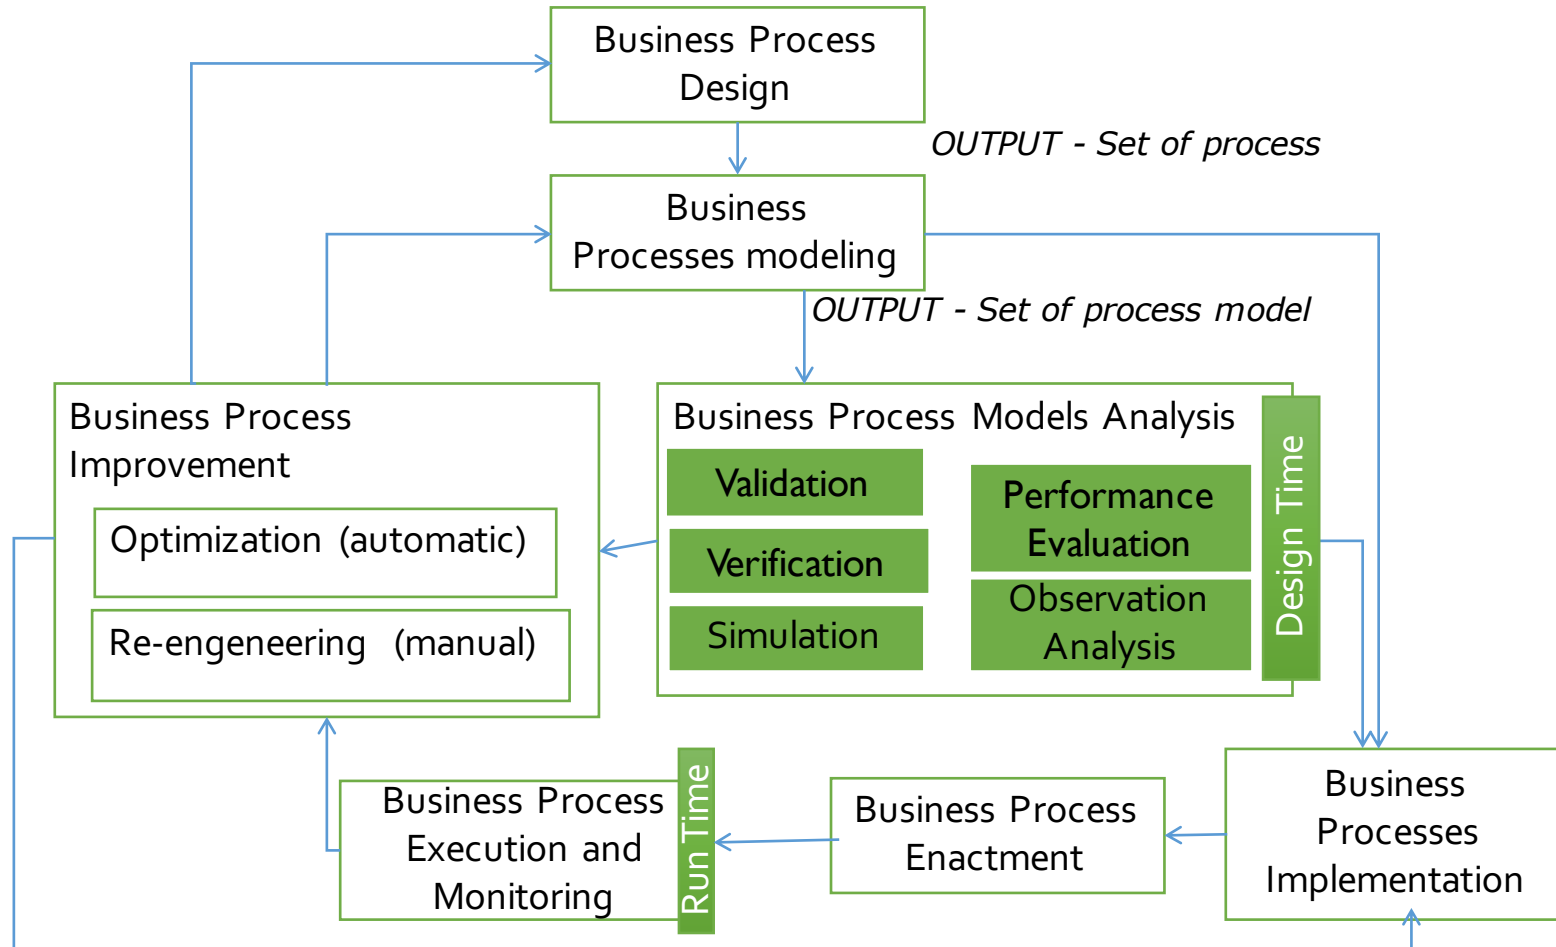 Business Process
Design
OUTPUT - Set of process
Business
Processes modeling
OUTPUT - Set of process model
Business Process
Improvement
Optimization (automatic)
Re-engeneering (manual)
Business Process Models Analysis
Validation
Verification
Simulation
Performance
Evaluation
Observation
Analysis
Design Time
Business Process
Execution and
Monitoring
Run Time
Business Process
Enactment
Business
Processes
Implementation